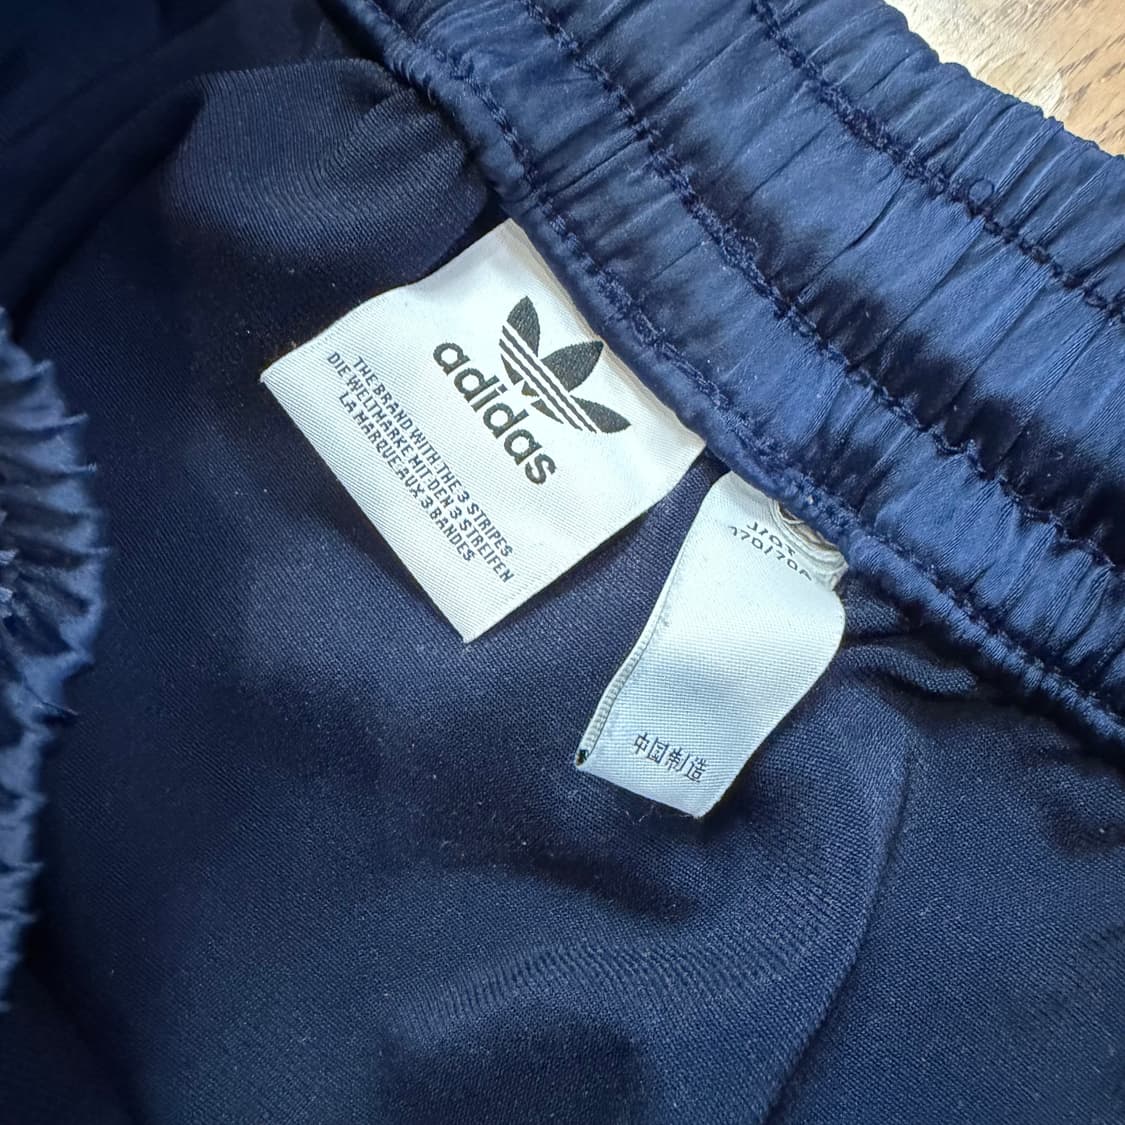 adidas
THE BRAND WITH THE 3 STRIPES
DIE WELTMARKE MIT DEN 3 STREIFEN
LA MARQUE AUX 3 BANDES
中国制造